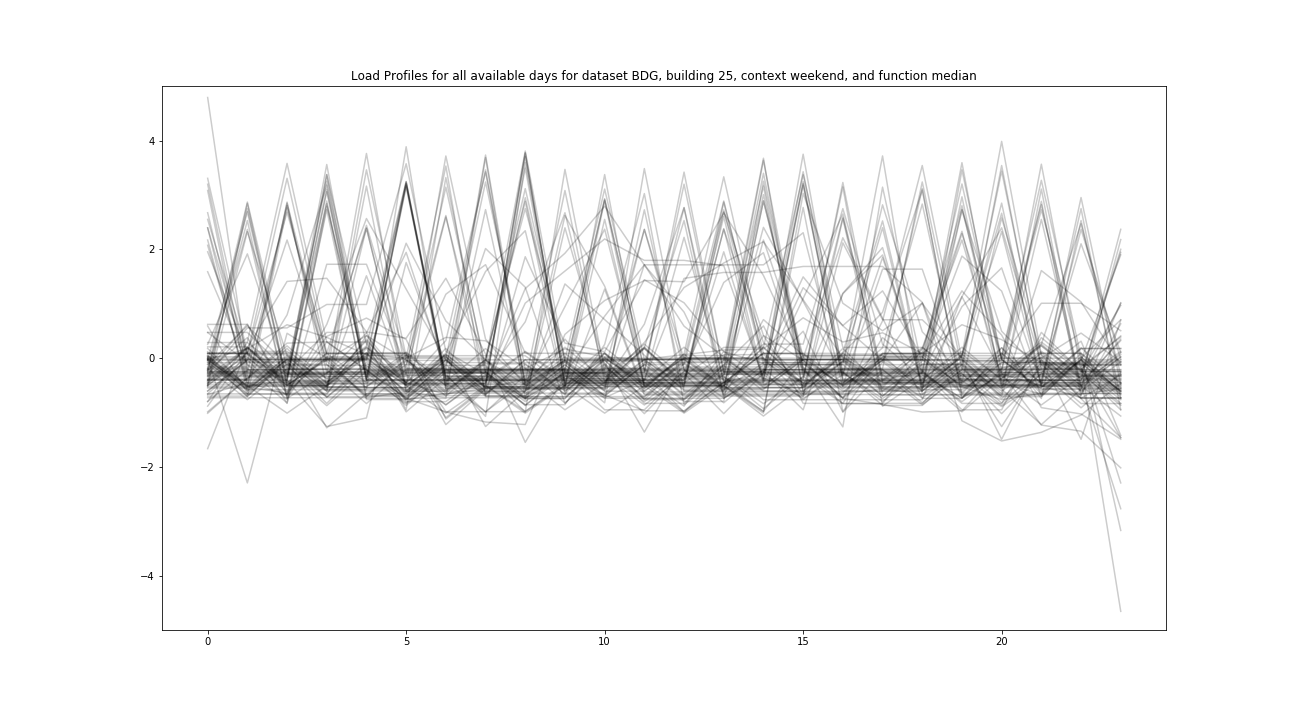 Load Profiles for all available days for dataset BDG, building 25, context weekend, and function median
4
2
0
−2
−4
0 5 10 15 20